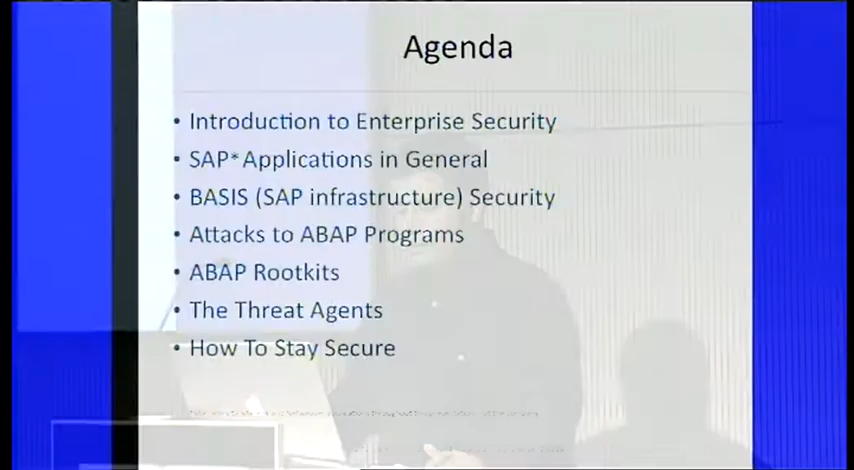 Agenda
• Introduction to Enterprise Security
• SAP* Applications in General
• BASIS (SAP infrastructure) Security
• Attacks to ABAP Programs
• ABAP Rootkits
• The Threat Agents
• How To Stay Secure